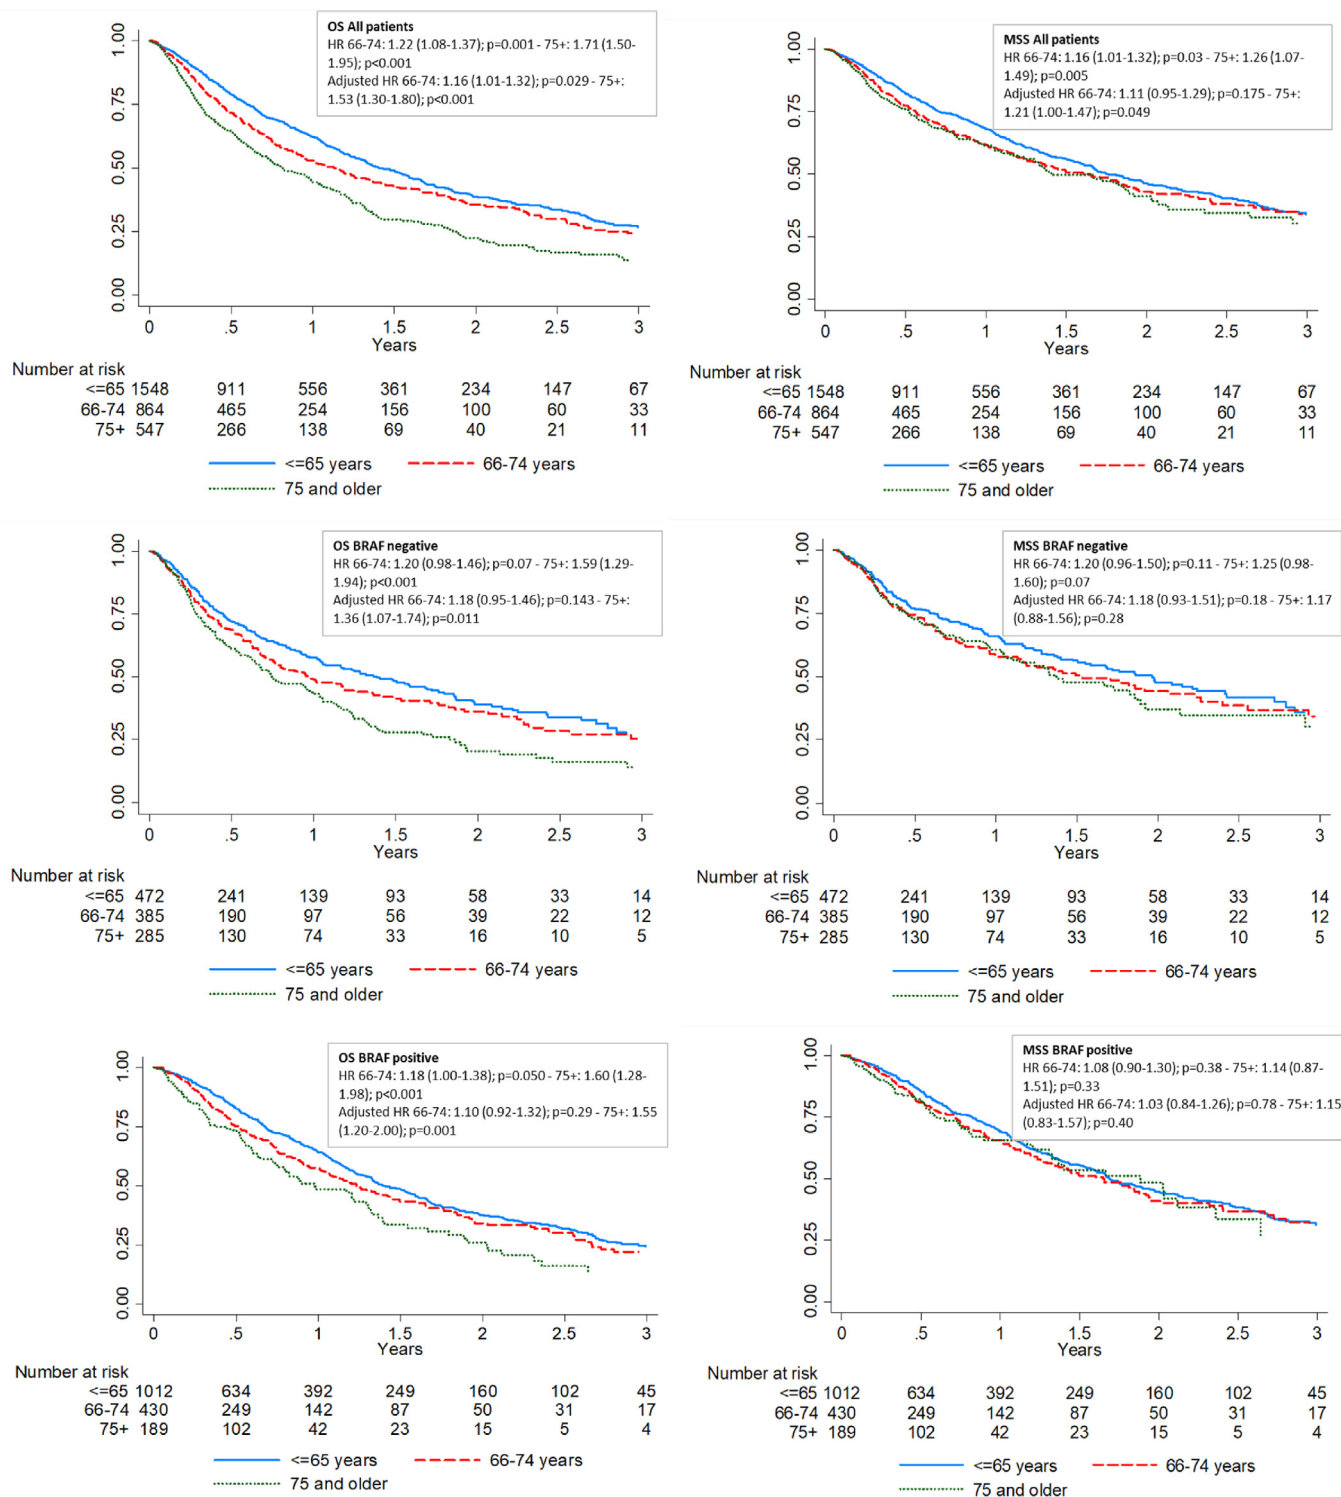 OS All patients
HR 66-74: 1.22 (1.08-1.37); p=0.001 - 75+: 1.71 (1.50-
1.95); p<0.001
Adjusted HR 66-74: 1.16 (1.01-1.32); p=0.029 - 75+:
1.53 (1.30-1.80); p<0.001
1.00
0.75
0.50
0.25
0.00
0 .5 1 1.5 2 2.5 3
Years
Number at risk
<=65 1548 911 556 361 234 147 67
66-74 864 465 254 156 100 60 33
75+ 547 266 138 69 40 21 11
<=65 years 66-74 years
75 and older
MSS All patients
HR 66-74: 1.16 (1.01-1.32); p=0.03 - 75+: 1.26 (1.07-
1.49); p=0.005
Adjusted HR 66-74: 1.11 (0.95-1.29); p=0.175 - 75+:
1.21 (1.00-1.47); p=0.049
1.00
0.75
0.50
0.25
0.00
0 .5 1 1.5 2 2.5 3
Years
Number at risk
<=65 1548 911 556 361 234 147 67
66-74 864 465 254 156 100 60 33
75+ 547 266 138 69 40 21 11
<=65 years 66-74 years
75 and older
OS BRAF negative
HR 66-74: 1.20 (0.98-1.46); p=0.07 - 75+: 1.59 (1.29-
1.94); p<0.001
Adjusted HR 66-74: 1.18 (0.95-1.46); p=0.143 - 75+:
1.36 (1.07-1.74); p=0.011
1.00
0.75
0.50
0.25
0.00
0 .5 1 1.5 2 2.5 3
Years
Number at risk
<=65 472 241 139 93 58 33 14
66-74 385 190 97 56 39 22 12
75+ 285 130 74 33 16 10 5
<=65 years 66-74 years
75 and older
MSS BRAF negative
HR 66-74: 1.20 (0.96-1.50); p=0.11 - 75+: 1.25 (0.98-
1.60); p=0.07
Adjusted HR 66-74: 1.18 (0.93-1.51); p=0.18 - 75+: 1.17
(0.88-1.56); p=0.28
1.00
0.75
0.50
0.25
0.00
0 .5 1 1.5 2 2.5 3
Years
Number at risk
<=65 472 241 139 93 58 33 14
66-74 385 190 97 56 39 22 12
75+ 285 130 74 33 16 10 5
<=65 years 66-74 years
75 and older
OS BRAF positive
HR 66-74: 1.18 (1.00-1.38); p=0.050 - 75+: 1.60 (1.28-
1.98); p<0.001
Adjusted HR 66-74: 1.10 (0.92-1.32); p=0.29 - 75+: 1.55
(1.20-2.00); p=0.001
1.00
0.75
0.50
0.25
0.00
0 .5 1 1.5 2 2.5 3
Years
Number at risk
<=65 1012 634 392 249 160 102 45
66-74 430 249 142 87 50 31 17
75+ 189 102 42 23 15 5 4
<=65 years 66-74 years
75 and older
MSS BRAF positive
HR 66-74: 1.08 (0.90-1.30); p=0.38 - 75+: 1.14 (0.87-
1.51); p=0.33
Adjusted HR 66-74: 1.03 (0.84-1.26); p=0.78 - 75+: 1.15
(0.83-1.57); p=0.40
1.00
0.75
0.50
0.25
0.00
0 .5 1 1.5 2 2.5 3
Years
Number at risk
<=65 1012 634 392 249 160 102 45
66-74 430 249 142 87 50 31 17
75+ 189 102 42 23 15 5 4
<=65 years 66-74 years
75 and older